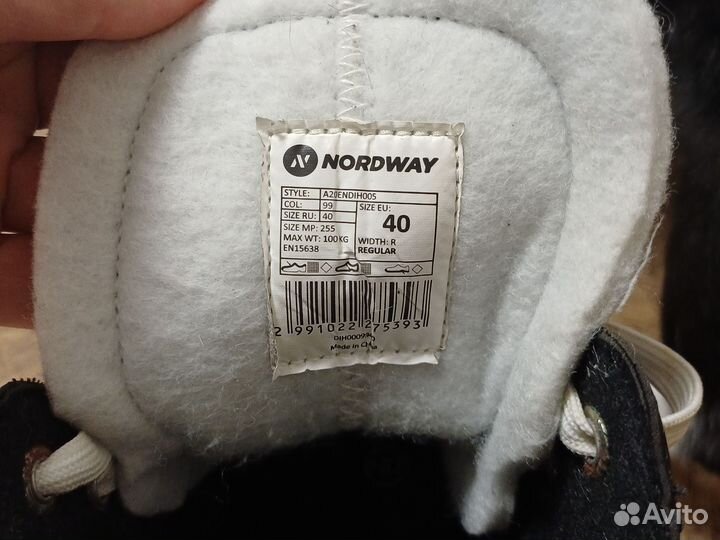 NORDWAY
STYLE: A20ENDIH005
COL: 99
SIZE RU: 40
SIZE EU: 40
SIZE MP: 255
MAX WT: 100KG
EN15638
WIDTH: R
REGULAR
2 991022 275393
Made in China
Avito